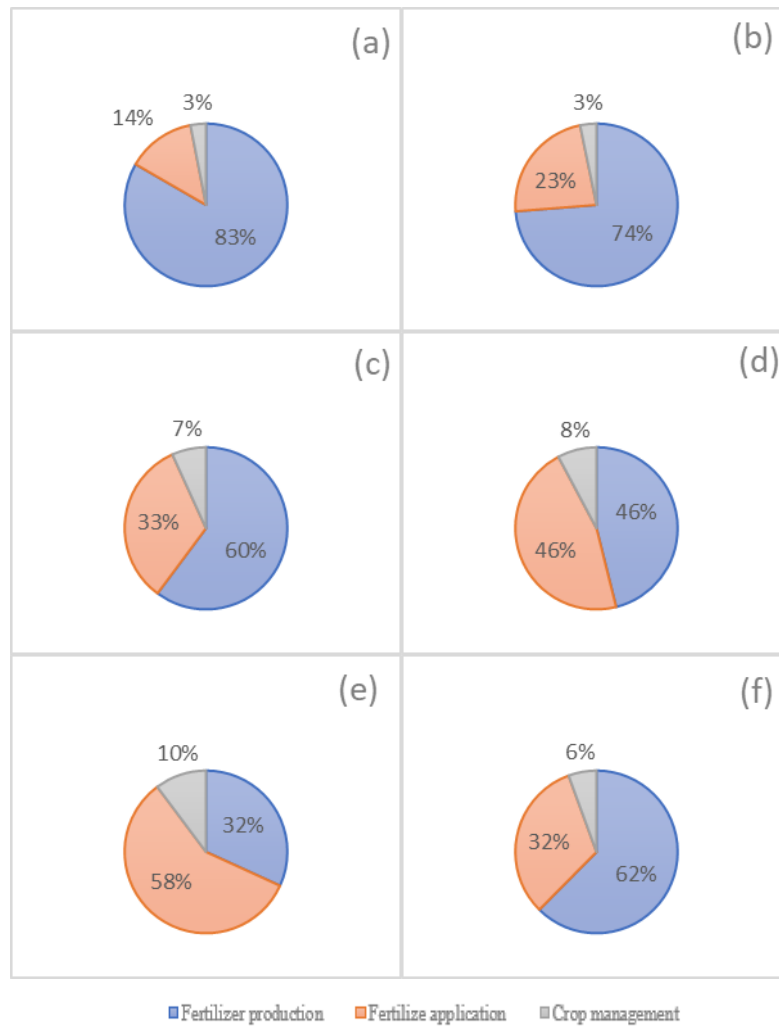 (a) (b)
3% 3%
14%
23%
83% 74%
(c) (d)
7% 8%
33% 46%
60% 46%
(e) (f)
10% 6%
32% 32%
58% 62%
Fertilizer production Fertilize application Crop management